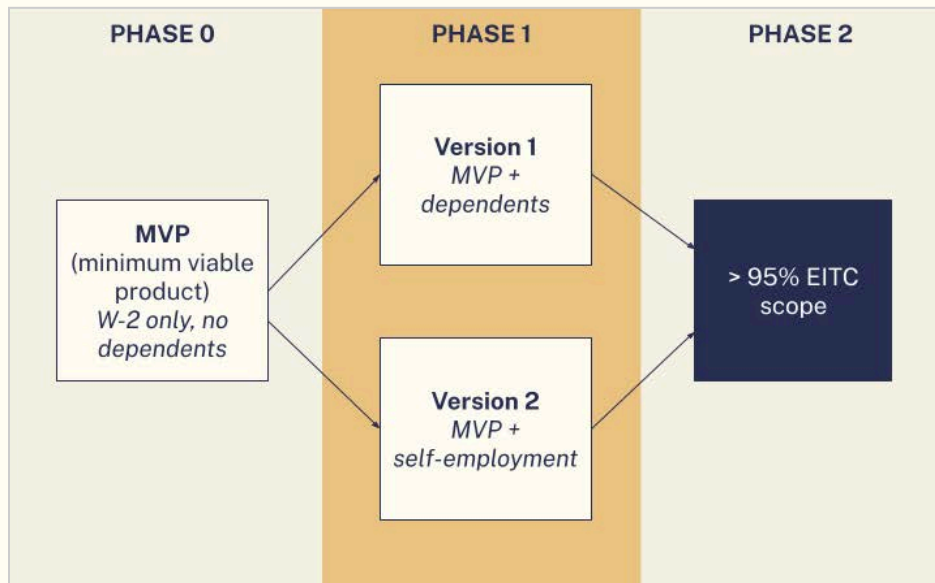 PHASE 0
PHASE 1
PHASE 2
MVP
(minimum viable
product)
W-2 only, no
dependents
Version 1
MVP +
dependents
Version 2
MVP +
self-employment
> 95% EITC
scope